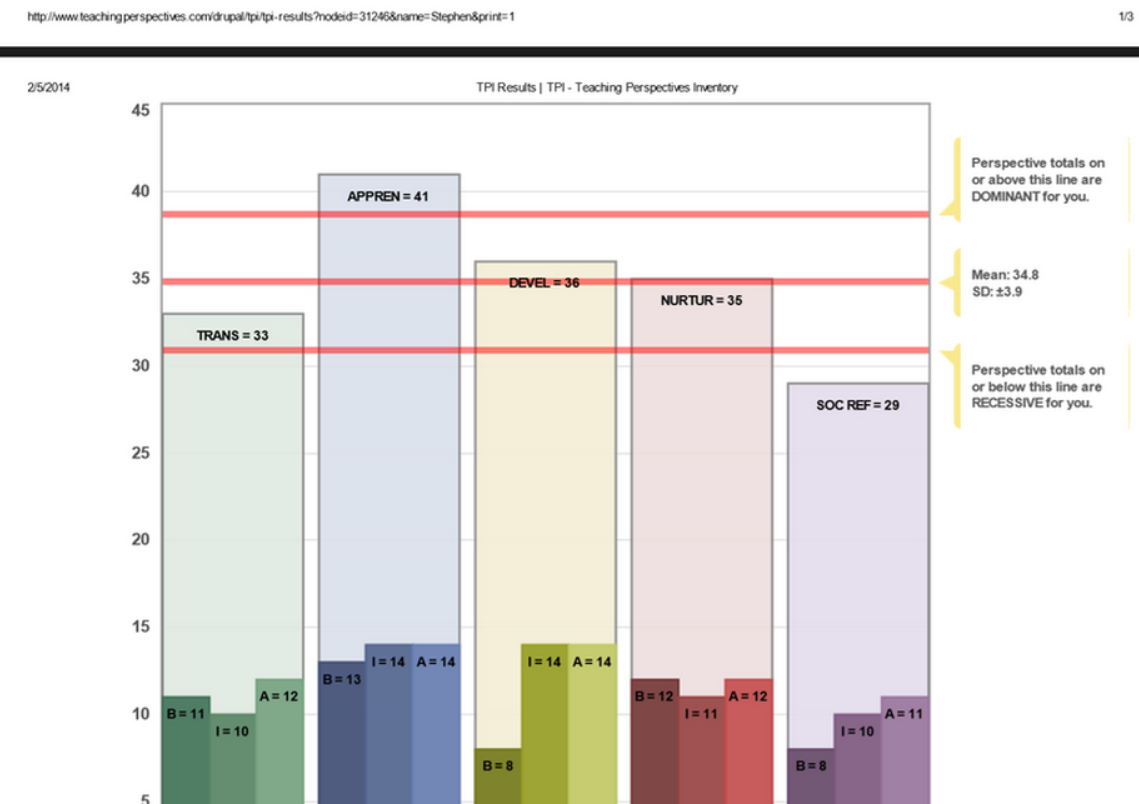 http://www.teachingperspectives.com/drupal/tpi/tpi-results?nodeid=31246&name=Stephen&print=1
1/3
2/5/2014
TPI Results | TPI - Teaching Perspectives Inventory
45
40
35
30
25
20
15
10
5
TRANS = 33
APPREN = 41
DEVEL = 36
NURTUR = 35
SOC REF = 29
B = 11
I = 10
A = 12
B = 13
I = 14
A = 14
B = 8
I = 14
A = 14
B = 12
I = 11
A = 12
B = 8
I = 10
A = 11
Perspective totals on
or above this line are
DOMINANT for you.
Mean: 34.8
SD: ±3.9
Perspective totals on
or below this line are
RECESSIVE for you.